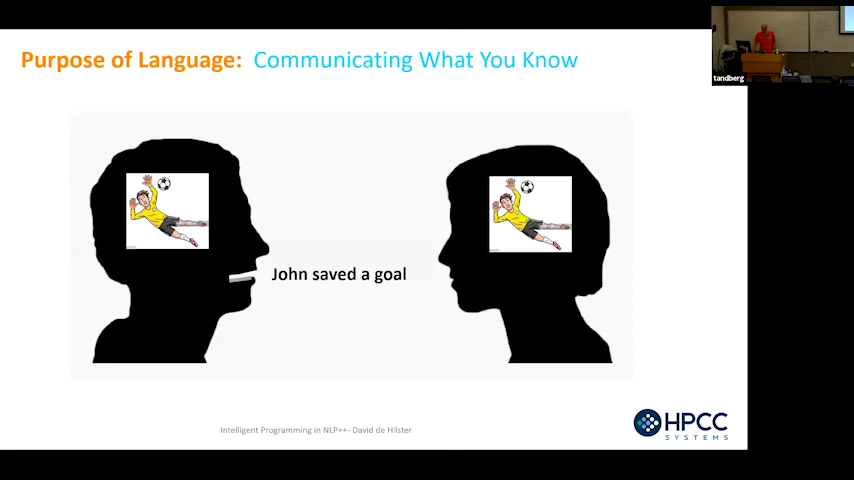 Purpose of Language: Communicating What You Know
tandberg
John saved a goal
Intelligent Programming in NLP++- David de Hilster
HPCC
SYSTEMS